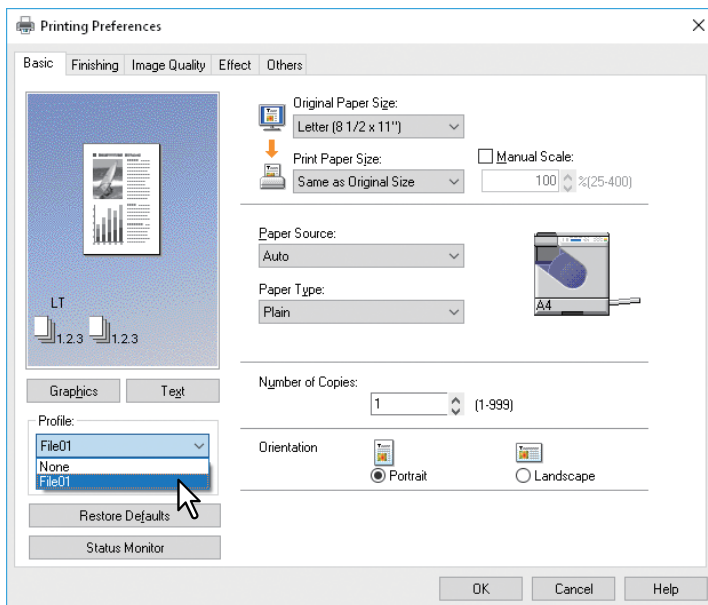 Printing Preferences
Basic Finishing Image Quality Effect Others
LT
1.2.3 1.2.3
Graphics Text
Profile:
File01
None
File01
Restore Defaults
Status Monitor
Original Paper Size:
Letter (8 1/2 x 11")
Print Paper Size:
Same as Original Size
Manual Scale:
100 %(25-400)
Paper Source:
Auto
Paper Type:
Plain
A4
Number of Copies:
1 (1-999)
Orientation
Portrait Landscape
OK Cancel Help